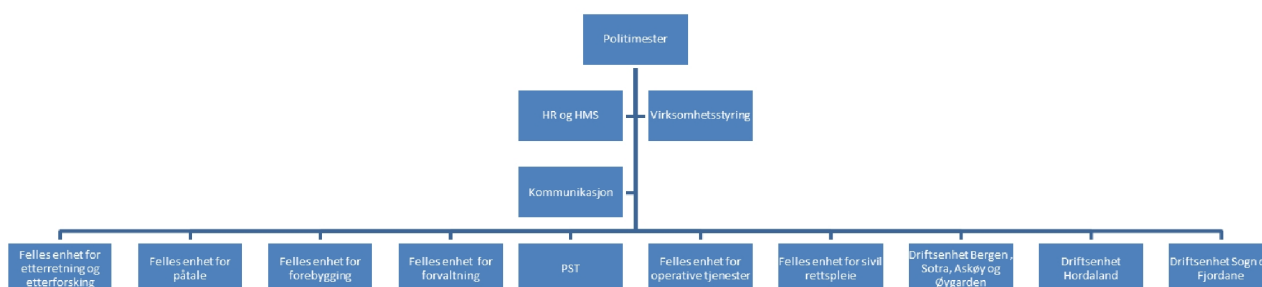 Politimester
HR og HMS
Virksomhetsstyring
Kommunikasjon
Felles enhet for
etterretning og
etterforsking
Felles enhet for
påtale
Felles enhet for
forebygging
Felles enhet for
forvaltning
PST
Felles enhet for
operative tjenester
Felles enhet for sivil
rettspleie
Driftsenhet Bergen ,
Sotra, Askøy og
Øygarden
Driftsenhet
Hordaland
Driftsenhet Sogn o
Fjordane